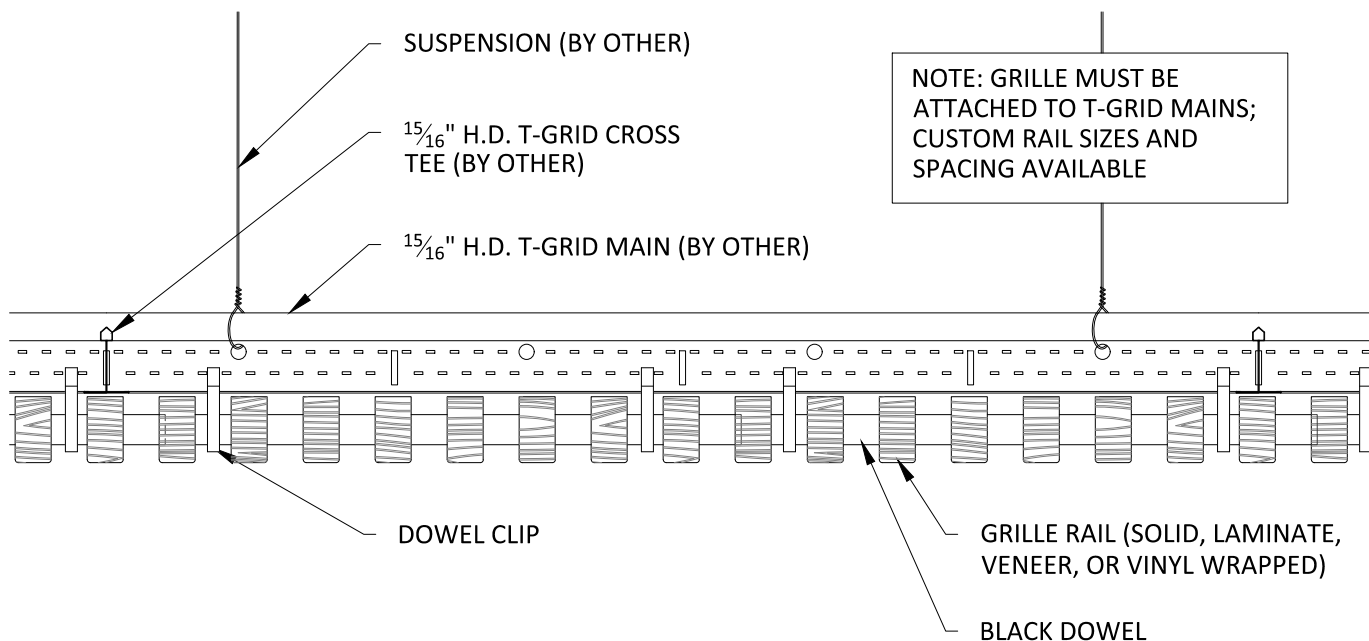 SUSPENSION (BY OTHER)
15/16" H.D. T-GRID CROSS
TEE (BY OTHER)
15/16" H.D. T-GRID MAIN (BY OTHER)
NOTE: GRILLE MUST BE
ATTACHED TO T-GRID MAINS;
CUSTOM RAIL SIZES AND
SPACING AVAILABLE
DOWEL CLIP
GRILLE RAIL (SOLID, LAMINATE,
VENEER, OR VINYL WRAPPED)
BLACK DOWEL